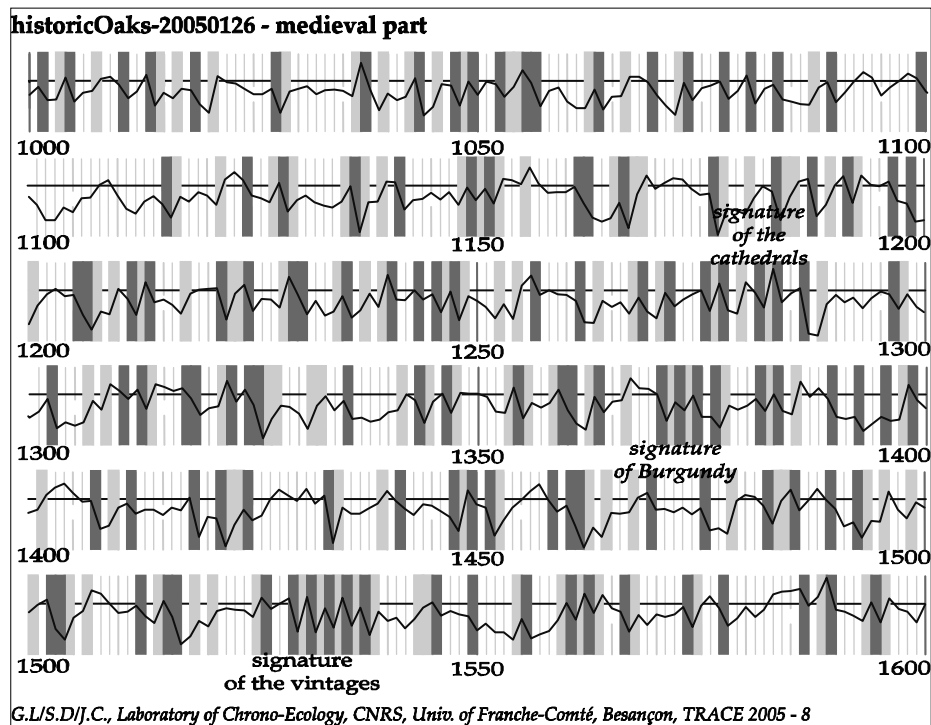 historicOaks-20050126 - medieval part
1000 1050 1100
1100 1150 1200
signature
of the
cathedrals
1200 1250 1300
1300 1350 1400
signature
of Burgundy
1400 1450 1500
1500 1550 1600
signature
of the vintages
G.L/S.D/J.C., Laboratory of Chrono-Ecology, CNRS, Univ. of Franche-Comté, Besançon, TRACE 2005 - 8